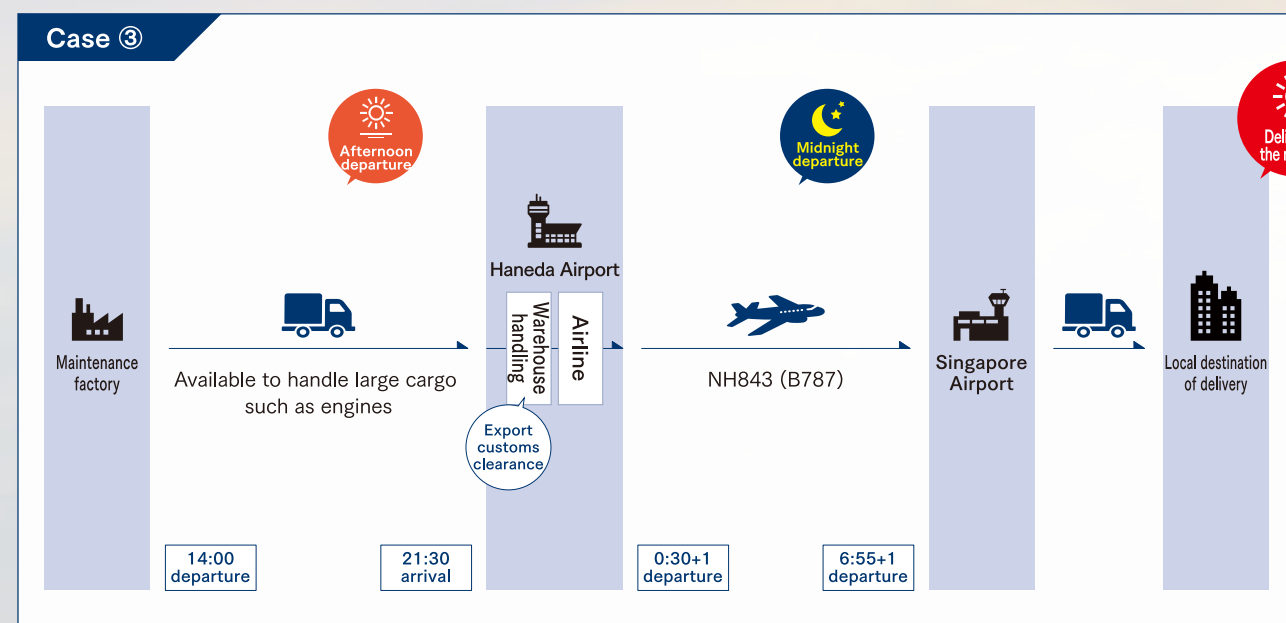 Case ③
Afternoon
departure
Midnight
departure
the
Haneda Airport
Maintenance
factory
Available to handle large cargo
such as engines
Warehouse
handling
Airline
Export
customs
clearance
NH843 (B787)
Singapore
Airport
Local destination
of delivery
14:00
departure
21:30
arrival
0:30+1
departure
6:55+1
departure